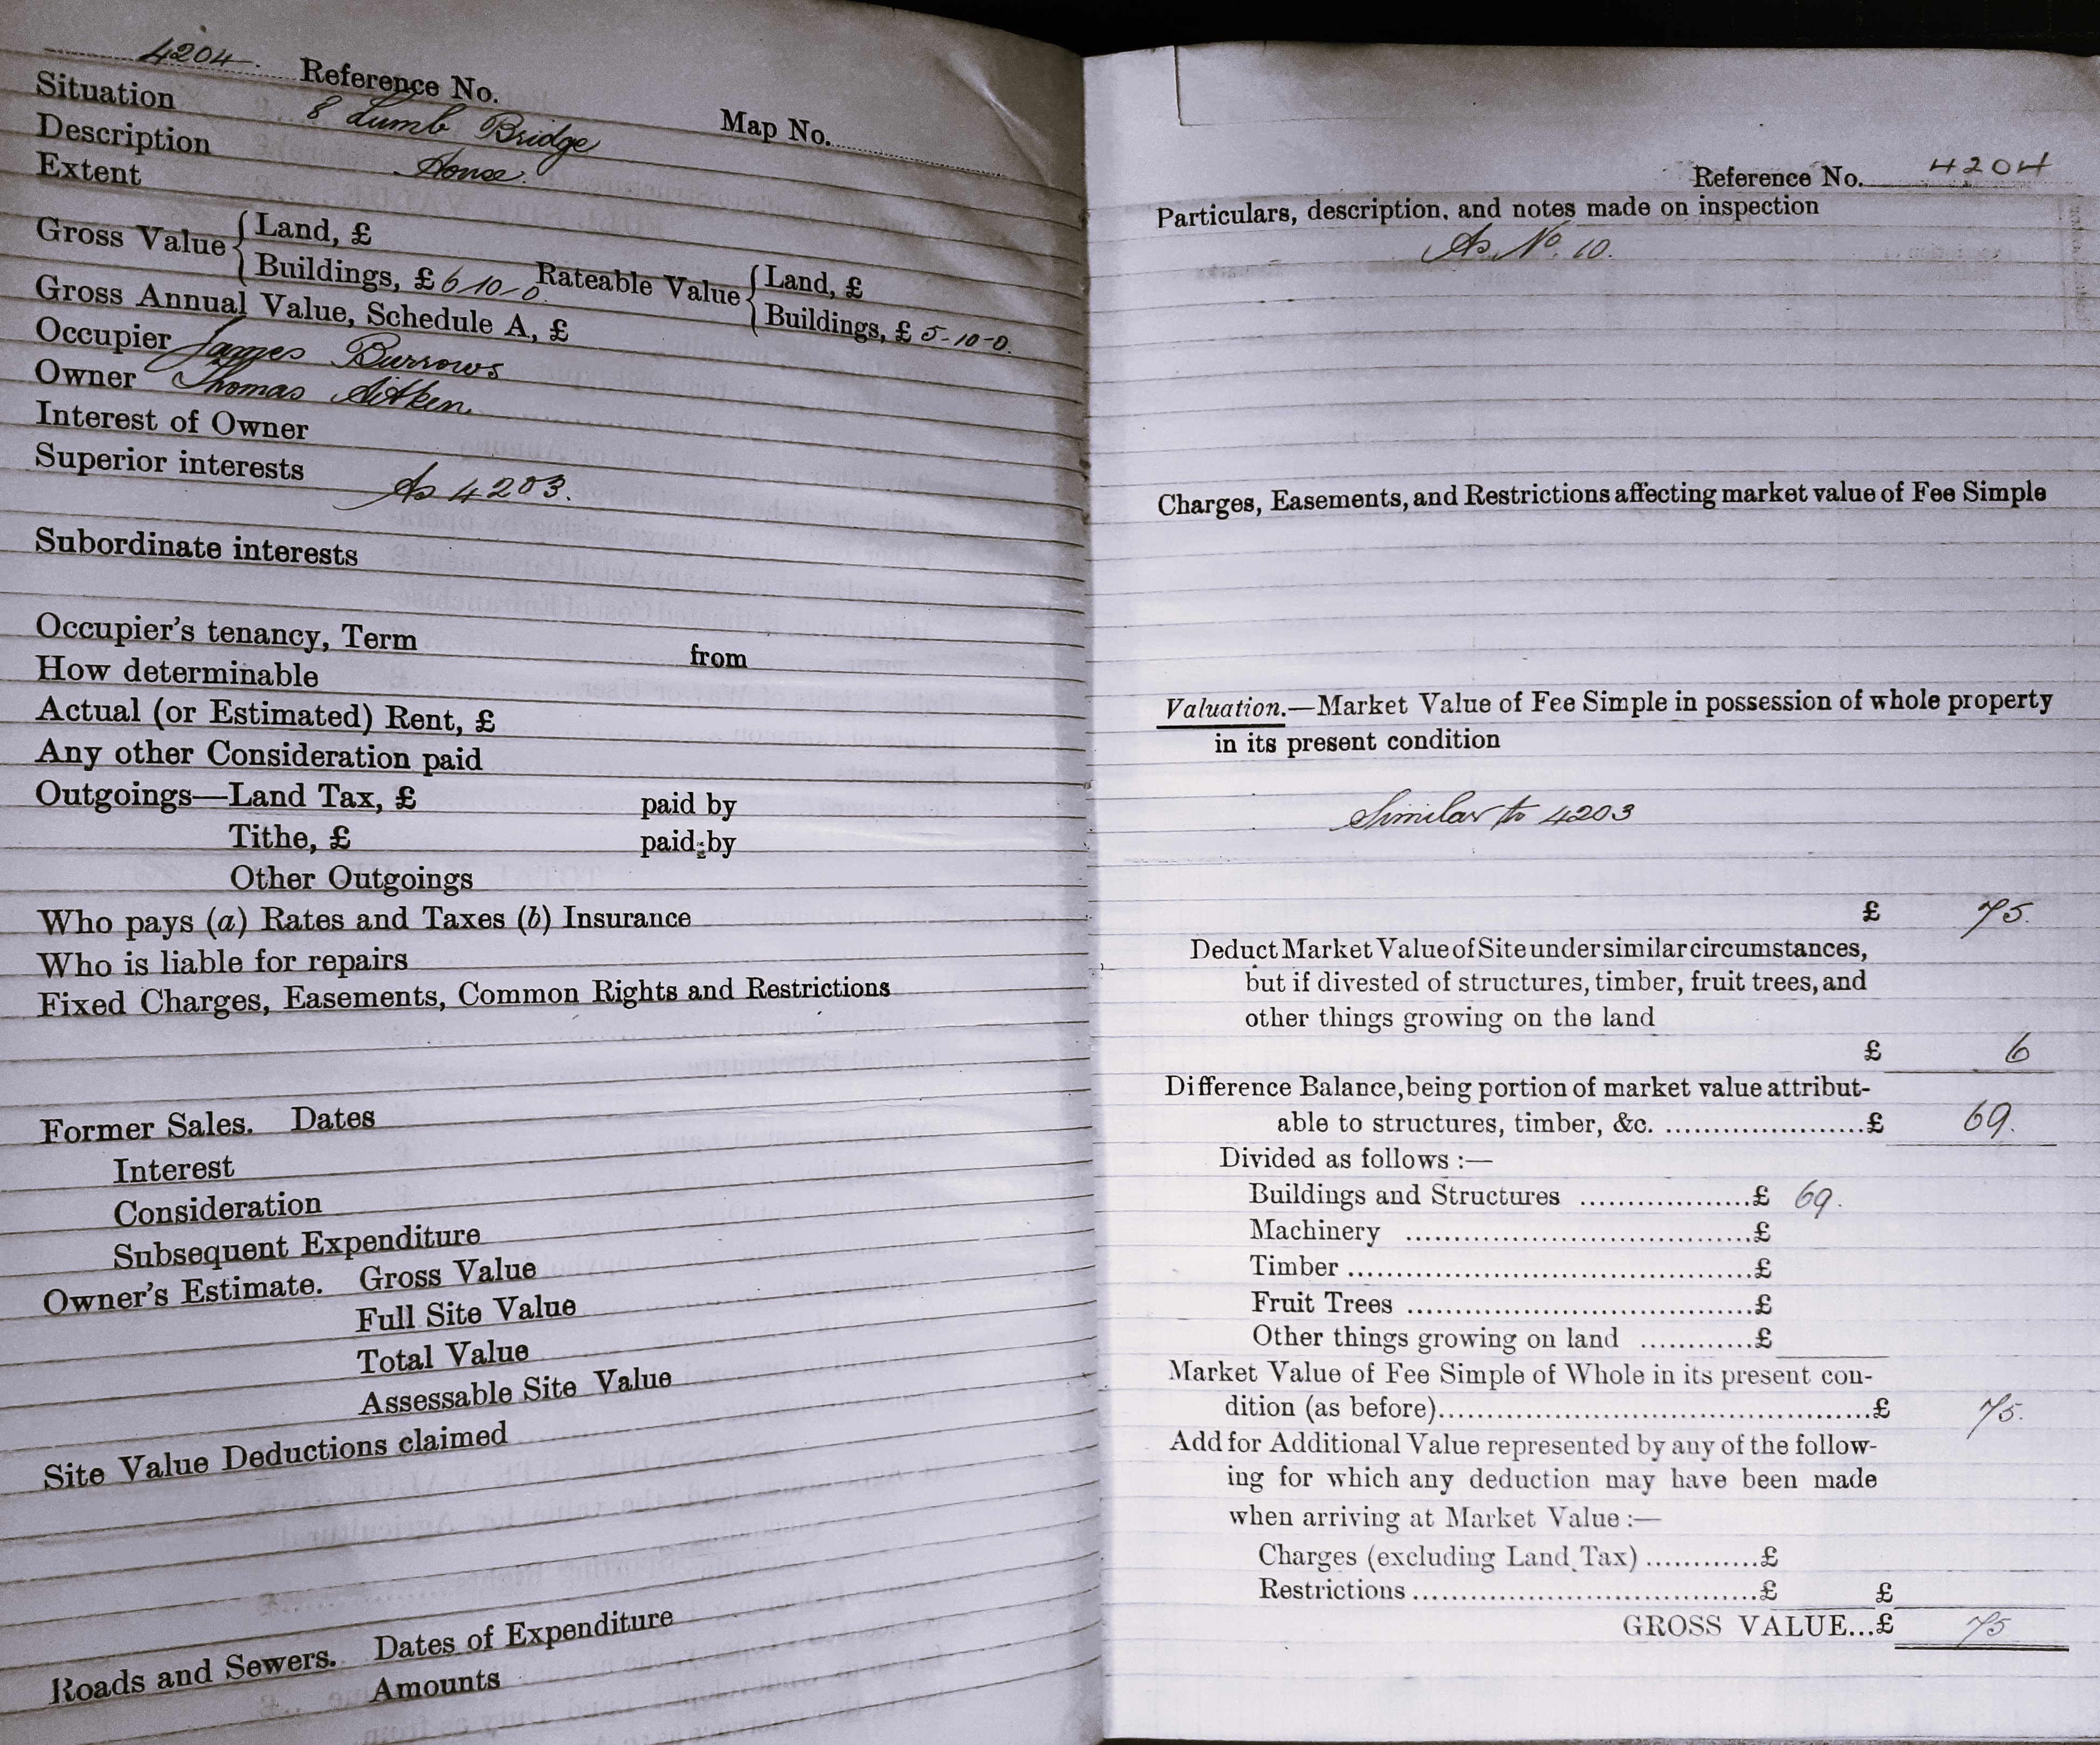 4204. Reference No.
Map No.
Situation 8 Lumb Bridge
Description House.
Extent
Gross Value { Land, £
Buildings, £ 6-10-0 Rateable Value { Land, £
Buildings, £ 5-10-0.
Gross Annual Value, Schedule A, £
Occupier James Burrows
Owner Thomas Aitken.
Interest of Owner
Superior interests
As 4203.
Subordinate interests
Occupier's tenancy, Term from
How determinable
Actual (or Estimated) Rent, £
Any other Consideration paid
Outgoings—Land Tax, £ paid by
Tithe, £ paid by
Other Outgoings
Who pays (a) Rates and Taxes (b) Insurance
Who is liable for repairs
Fixed Charges, Easements, Common Rights and Restrictions
Former Sales. Dates
Interest
Consideration
Subsequent Expenditure
Owner's Estimate. Gross Value
Full Site Value
Total Value
Assessable Site Value
Site Value Deductions claimed
Roads and Sewers. Dates of Expenditure
Amounts
Reference No. 4204
Particulars, description, and notes made on inspection
As No. 10.
Charges, Easements, and Restrictions affecting market value of Fee Simple
Valuation.—Market Value of Fee Simple in possession of whole property
in its present condition
Similar to 4203
£ 75.
Deduct Market Value of Site under similar circumstances,
but if divested of structures, timber, fruit trees, and
other things growing on the land
£ 6
Difference Balance, being portion of market value attribut-
able to structures, timber, &c. .....................£ 69.
Divided as follows :—
Buildings and Structures ..................£ 69.
Machinery ....................................£
Timber ..........................................£
Fruit Trees ....................................£
Other things growing on land ............£
Market Value of Fee Simple of Whole in its present con-
dition (as before)..............................................£ 75.
Add for Additional Value represented by any of the follow-
ing for which any deduction may have been made
when arriving at Market Value :—
Charges (excluding Land Tax) ............£
Restrictions ....................................£ £
GROSS VALUE...£ 75